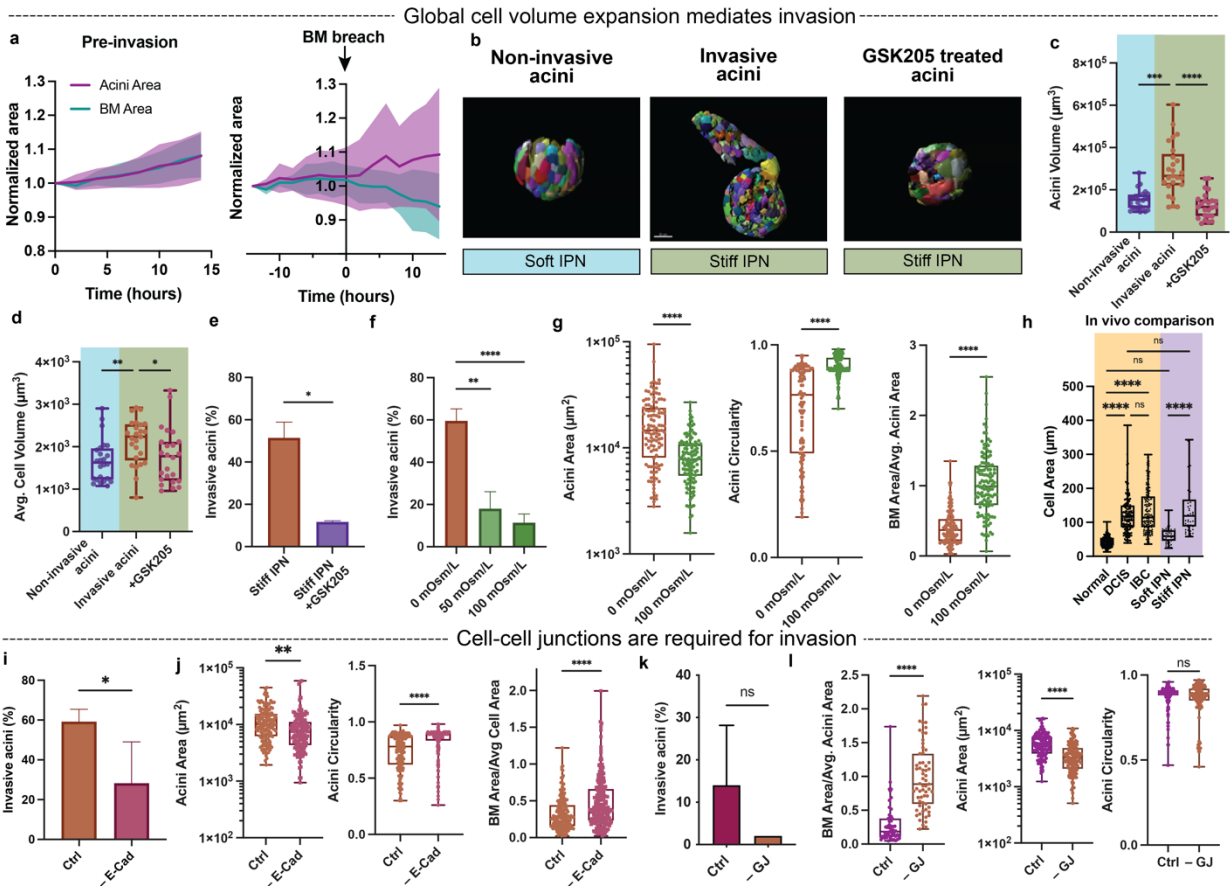 Global cell volume expansion mediates invasion
a
Pre-invasion
BM breach
Acini Area
BM Area
Normalized area
1.3
1.2
1.1
1.0
0.9
0.8
0
5
10
15
Time (hours)
Normalized area
1.3
1.2
1.1
1.0
0.9
-10
0
10
Time (hours)
b
Non-invasive
acini
Invasive
acini
GSK205 treated
acini
Soft IPN
Stiff IPN
Stiff IPN
c
Acini Volume (µm³)
8×10⁵
6×10⁵
4×10⁵
2×10⁵
0
***
****
Non-invasive
acini
Invasive acini
+GSK205
d
Avg. Cell Volume (µm³)
4×10³
3×10³
2×10³
1×10³
0
**
*
Non-invasive
acini
Invasive acini
+GSK205
e
Invasive acini (%)
80
60
40
20
0
*
Stiff IPN
Stiff IPN
+GSK205
f
Invasive acini (%)
80
60
40
20
0
****
**
0 mOsm/L
50 mOsm/L
100 mOsm/L
g
Acini Area (µm²)
1×10⁵
1×10⁴
1×10³
****
0 mOsm/L
100 mOsm/L
Acini Circularity
1.0
0.5
0.0
****
0 mOsm/L
100 mOsm/L
BM Area/Avg. Acini Area
3
2
1
0
****
0 mOsm/L
100 mOsm/L
h
In vivo comparison
Cell Area (µm)
500
400
300
200
100
0
ns
ns
****
****
ns
****
Normal
DCIS
IBC
Soft IPN
Stiff IPN
Cell-cell junctions are required for invasion
i
Invasive acini (%)
80
60
40
20
0
*
Ctrl
– E-Cad
j
Acini Area (µm²)
1×10⁵
1×10⁴
1×10³
1×10²
**
Ctrl
– E-Cad
Acini Circularity
1.0
0.5
0.0
****
Ctrl
– E-Cad
BM Area/Avg Cell Area
2.0
1.5
1.0
0.5
0.0
****
Ctrl
– E-Cad
k
Invasive acini (%)
40
30
20
10
0
ns
Ctrl
– GJ
l
BM Area/Avg. Acini Area
2.5
2.0
1.5
1.0
0.5
0.0
****
Ctrl
– GJ
Acini Area (µm²)
1×10⁵
1×10⁴
1×10³
1×10²
****
Ctrl
– GJ
Acini Circularity
1.0
0.5
0.0
ns
Ctrl – GJ